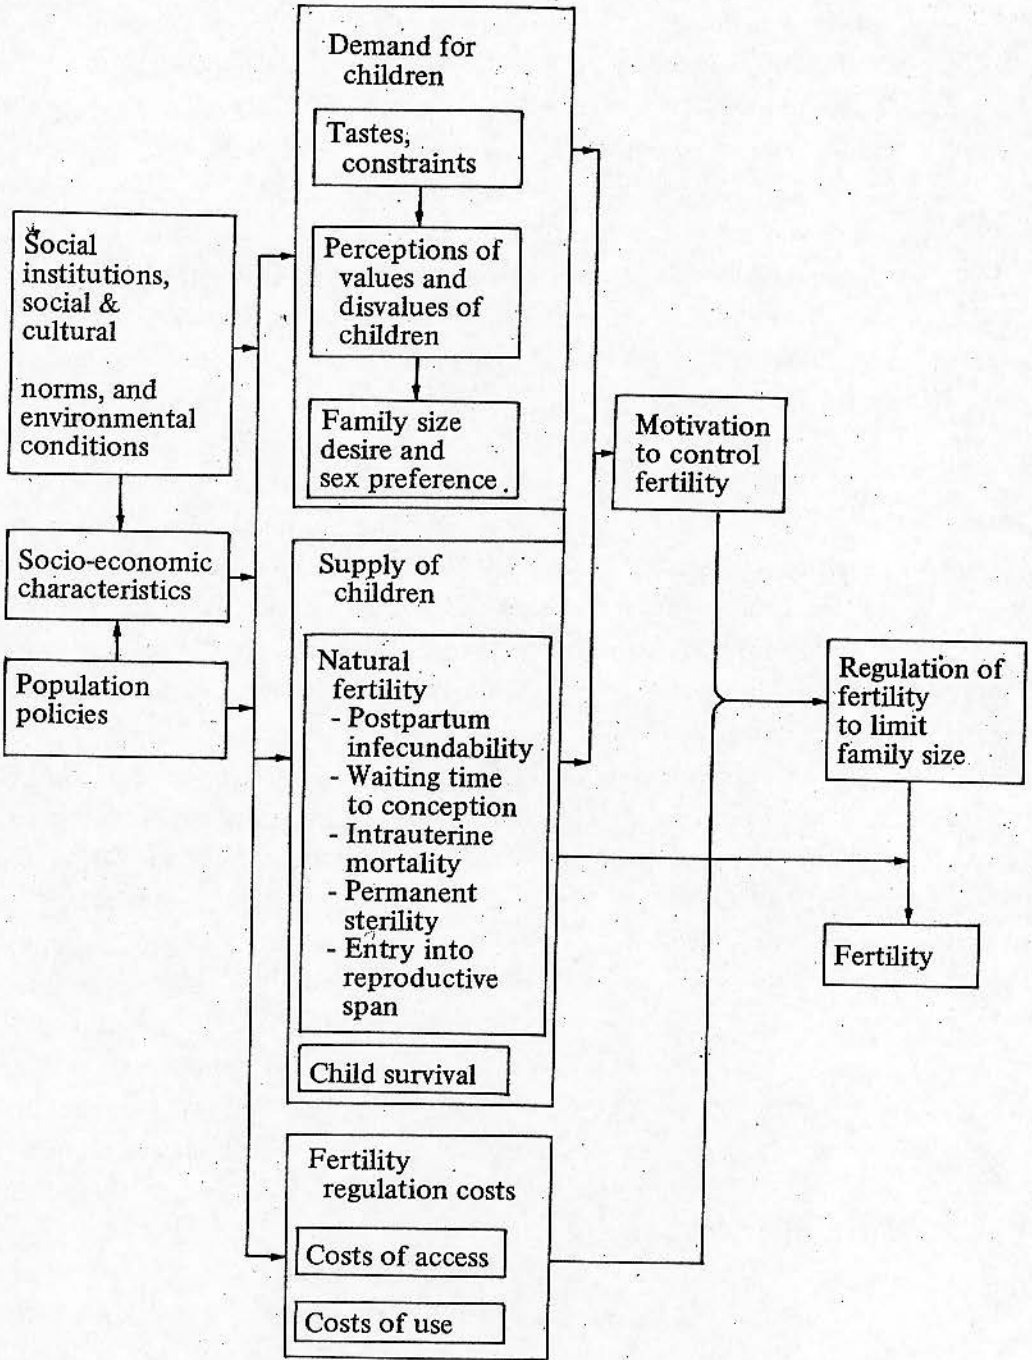 Demand for
children
Tastes,
constraints
Perceptions of
values and
disvalues of
children
Family size
desire and
sex preference.
Social
institutions,
social &
cultural
norms, and
environmental
conditions
Socio-economic
characteristics
Population
policies
Supply of
children
Natural
fertility
- Postpartum
infecundability
- Waiting time
to conception
- Intrauterine
mortality
- Permanent
sterility
- Entry into
reproductive
span
Child survival
Fertility
regulation costs
Costs of access
Costs of use
Motivation
to control
fertility
Regulation of
fertility
to limit
family size
Fertility